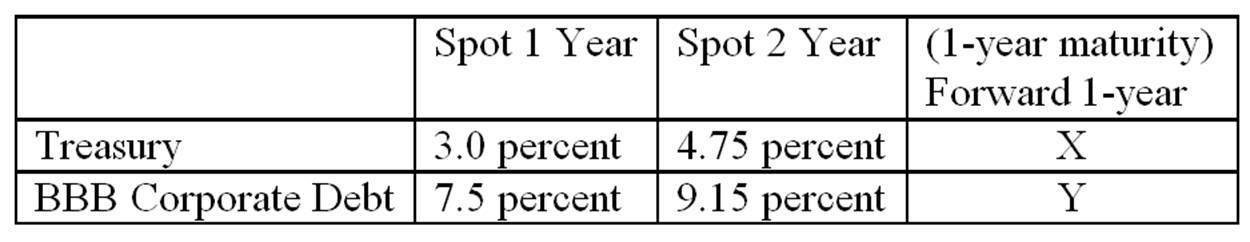 Spot 1 Year Spot 2 Year (1-year maturity)
Forward 1-year
Treasury 3.0 percent 4.75 percent X
BBB Corporate Debt 7.5 percent 9.15 percent Y